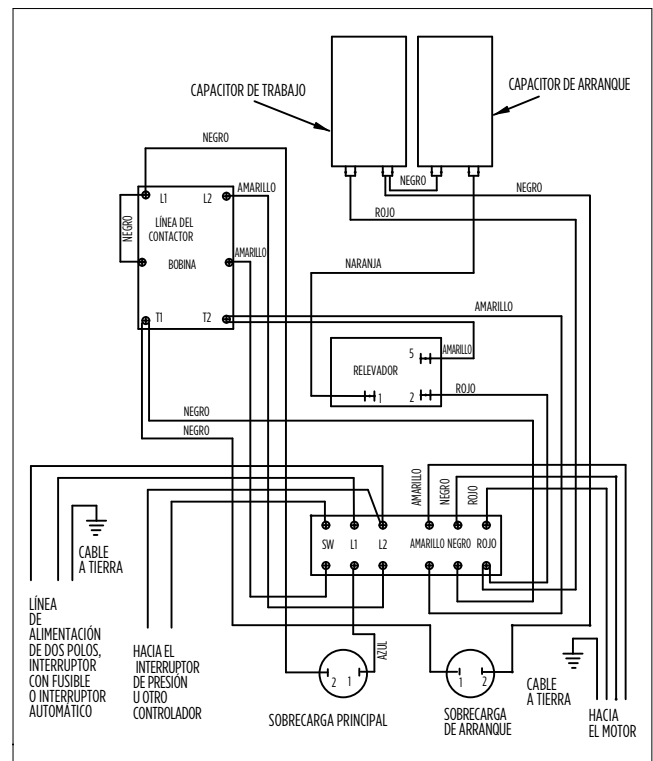 CAPACITOR DE TRABAJO
CAPACITOR DE ARRANQUE
NEGRO
NEGRO
NEGRO
AMARILLO
ROJO
L1
L2
LÍNEA DEL
CONTACTOR
NEGRO
AMARILLO
BOBINA
NARANJA
T1
T2
AMARILLO
5
AMARILLO
RELEVADOR
1
2
ROJO
NEGRO
NEGRO
AMARILLO
NEGRO
ROJO
SW
L1
L2
AMARILLO
NEGRO
ROJO
CABLE
A TIERRA
LÍNEA
DE
ALIMENTACIÓN
DE DOS POLOS,
INTERRUPTOR
CON FUSIBLE
O INTERRUPTOR
AUTOMÁTICO
HACIA EL
INTERRUPTOR
DE PRESIÓN
U OTRO
CONTROLADOR
AZUL
2
1
SOBRECARGA PRINCIPAL
1
2
SOBRECARGA
DE ARRANQUE
CABLE
A TIERRA
HACIA
EL MOTOR